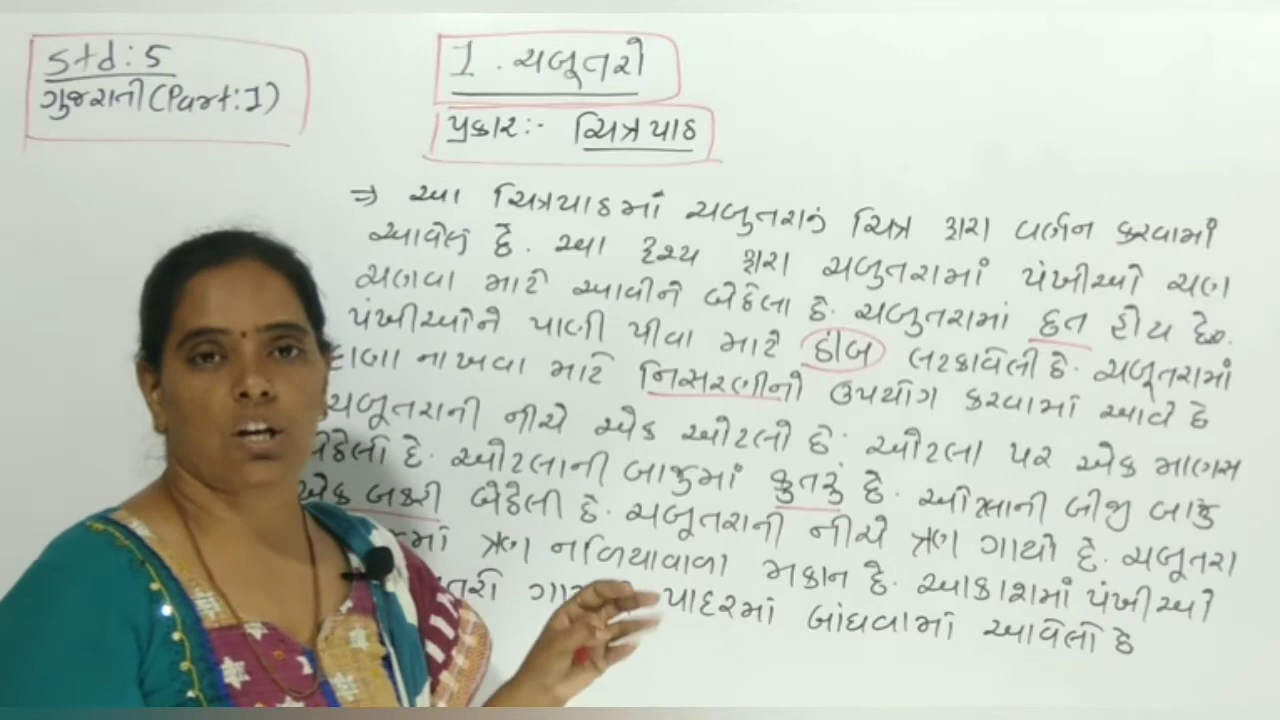 Std: 5
ગુજરાતી (Part: 1)
1. ચબૂતરો
પ્રકાર:- ચિત્રપાઠ
⇒ આ ચિત્રપાઠમાં ચબુતરાનું ચિત્ર દ્વારા વર્ણન કરવામાં
આવેલું છે. આ દ્રશ્ય દ્વારા ચબુતરામાં પંખીઓ ચણ
ચણવા માટે આવીને બેઠેલા છે. ચબુતરામાં છત હોય છે.
પંખીઓને પાણી પીવા માટે ઠીબ લટકાવેલી છે. ચબૂતરામાં
દાણા નાખવા માટે નિસરણીનો ઉપયોગ કરવામાં આવે છે
ચબૂતરાની નીચે એક ઓટલો છે. ઓટલા પર એક માણસ
બેઠેલો છે. ઓટલાની બાજુમાં કુતરું છે. ઓટલાની બીજી બાજુ
એક બકરી બેઠેલી છે. ચબૂતરાની નીચે ત્રણ ગાયો છે. ચબૂતરા
ત્રણ નળિયાવાળા મકાન છે. આકાશમાં પંખીઓ
પાદરમાં બાંધવામાં આવેલો છે